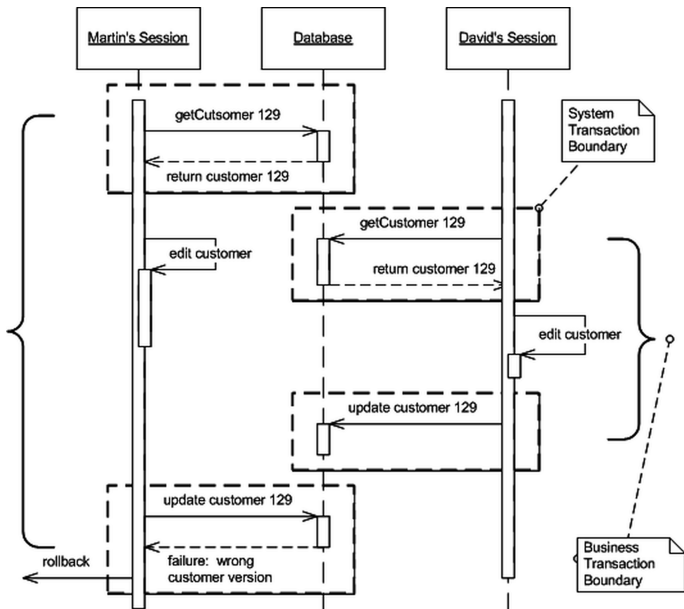 Martin's Session
Database
David's Session
getCutsomer 129
return customer 129
System
Transaction
Boundary
getCustomer 129
edit customer
return customer 129
edit customer
update customer 129
update customer 129
failure: wrong
customer version
rollback
Business
Transaction
Boundary